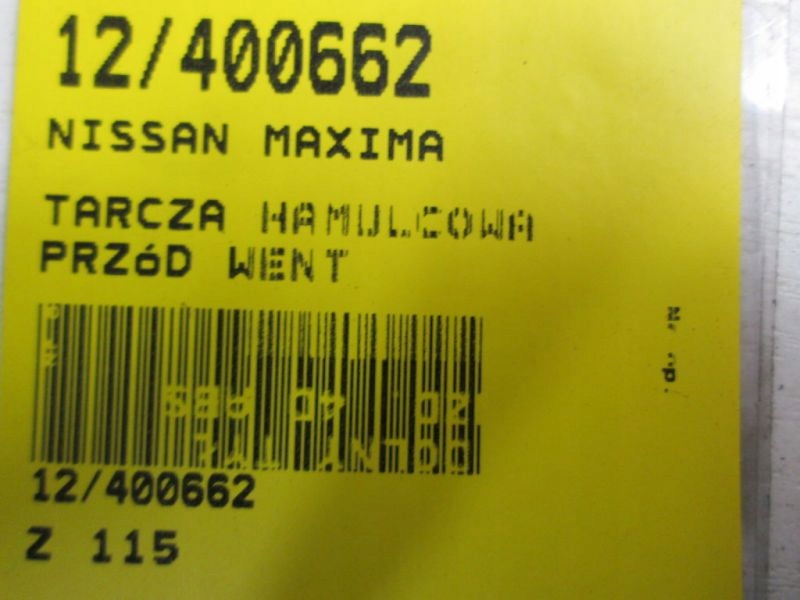 12/400662
NISSAN MAXIMA
TARCZA HAMULCOWA
PRZóD WENT
12/400662
Z 115